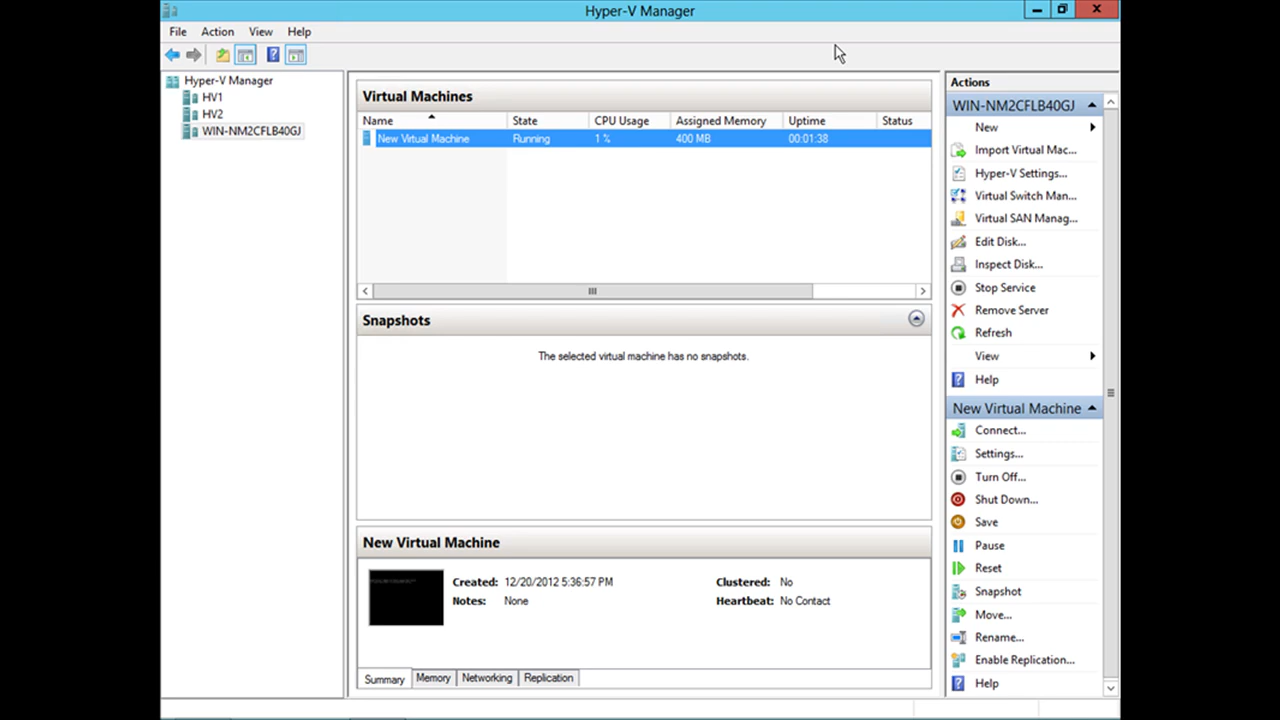 Hyper-V Manager
File Action View Help
Hyper-V Manager
HV1
HV2
WIN-NM2CFLB40GJ
Virtual Machines
Name State CPU Usage Assigned Memory Uptime Status
New Virtual Machine Running 1 % 400 MB 00:01:38
Snapshots
The selected virtual machine has no snapshots.
New Virtual Machine
Created: 12/20/2012 5:36:57 PM Clustered: No
Notes: None Heartbeat: No Contact
Summary Memory Networking Replication
Actions
WIN-NM2CFLB40GJ
New
Import Virtual Mac...
Hyper-V Settings...
Virtual Switch Man...
Virtual SAN Manag...
Edit Disk...
Inspect Disk...
Stop Service
Remove Server
Refresh
View
Help
New Virtual Machine
Connect...
Settings...
Turn Off...
Shut Down...
Save
Pause
Reset
Snapshot
Move...
Rename...
Enable Replication...
Help